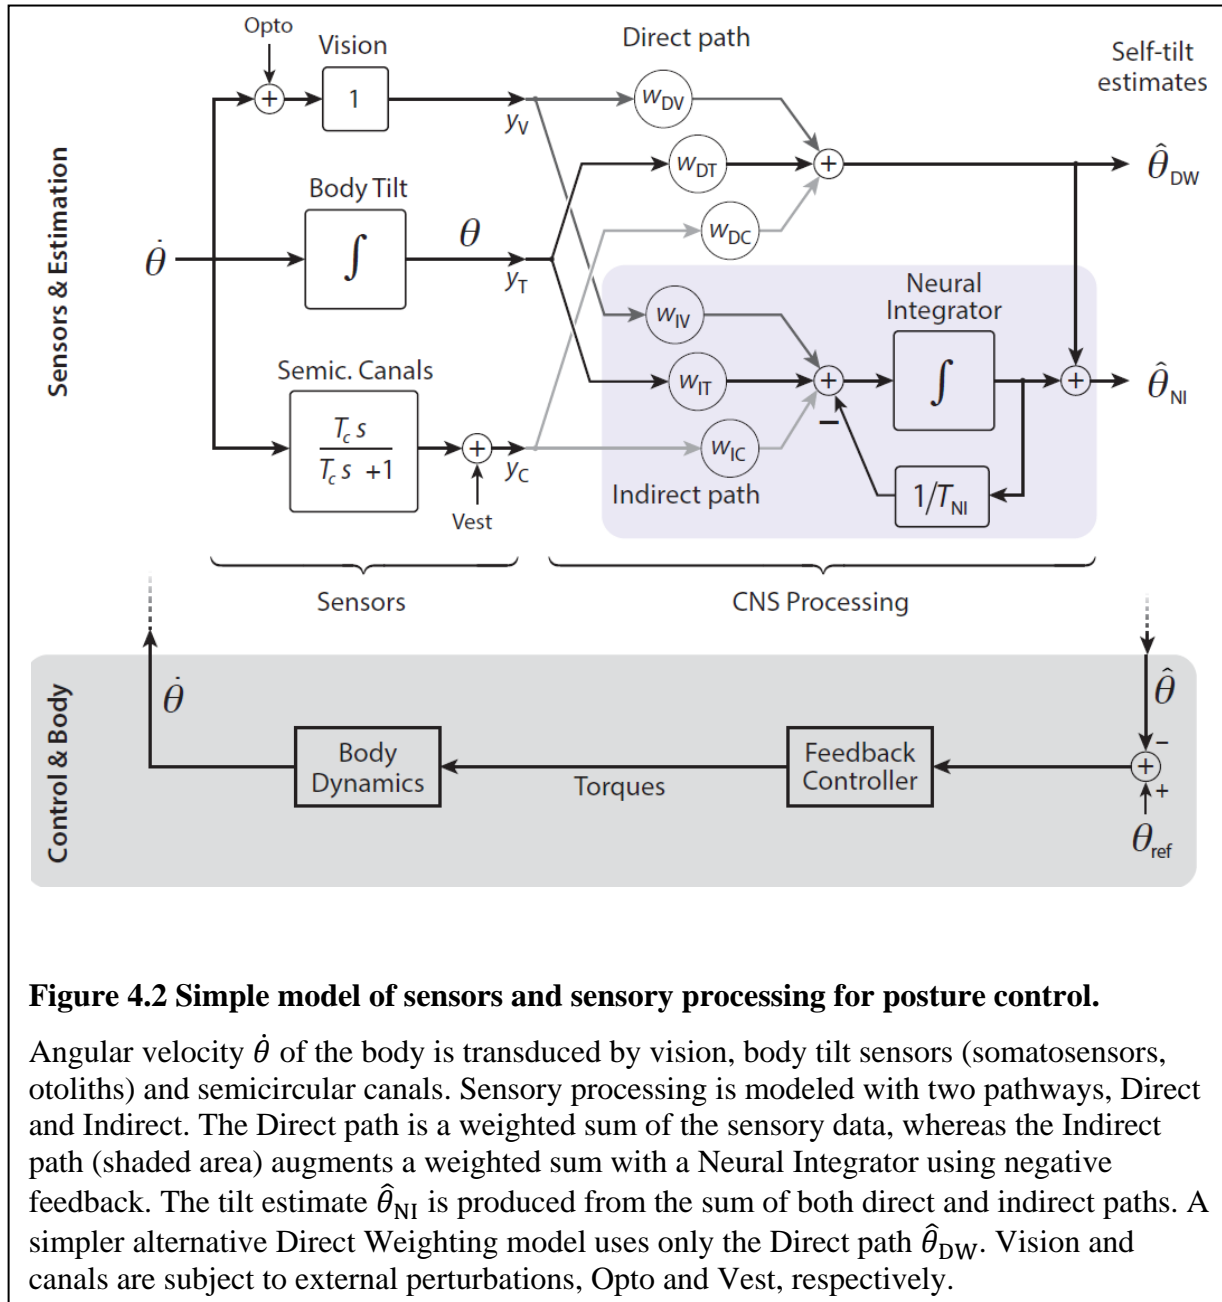 Opto
Vision
Direct path
Self-tilt
estimates
+
1
y_V
w_DV
w_DT
+
θ̂_DW
Body Tilt
w_DC
θ̇
∫
θ
y_T
Neural
Integrator
w_IV
Semic. Canals
w_IT
+
∫
+
θ̂_NI
−
T_c s
T_c s +1
+
y_C
w_IC
Indirect path
1/T_NI
Vest
Sensors & Estimation
Sensors
CNS Processing
Control & Body
θ̇
θ̂
Body
Dynamics
Torques
Feedback
Controller
−
+
+
θ_ref
Figure 4.2 Simple model of sensors and sensory processing for posture control.
Angular velocity θ̇ of the body is transduced by vision, body tilt sensors (somatosensors,
otoliths) and semicircular canals. Sensory processing is modeled with two pathways, Direct
and Indirect. The Direct path is a weighted sum of the sensory data, whereas the Indirect
path (shaded area) augments a weighted sum with a Neural Integrator using negative
feedback. The tilt estimate θ̂_NI is produced from the sum of both direct and indirect paths. A
simpler alternative Direct Weighting model uses only the Direct path θ̂_DW. Vision and
canals are subject to external perturbations, Opto and Vest, respectively.